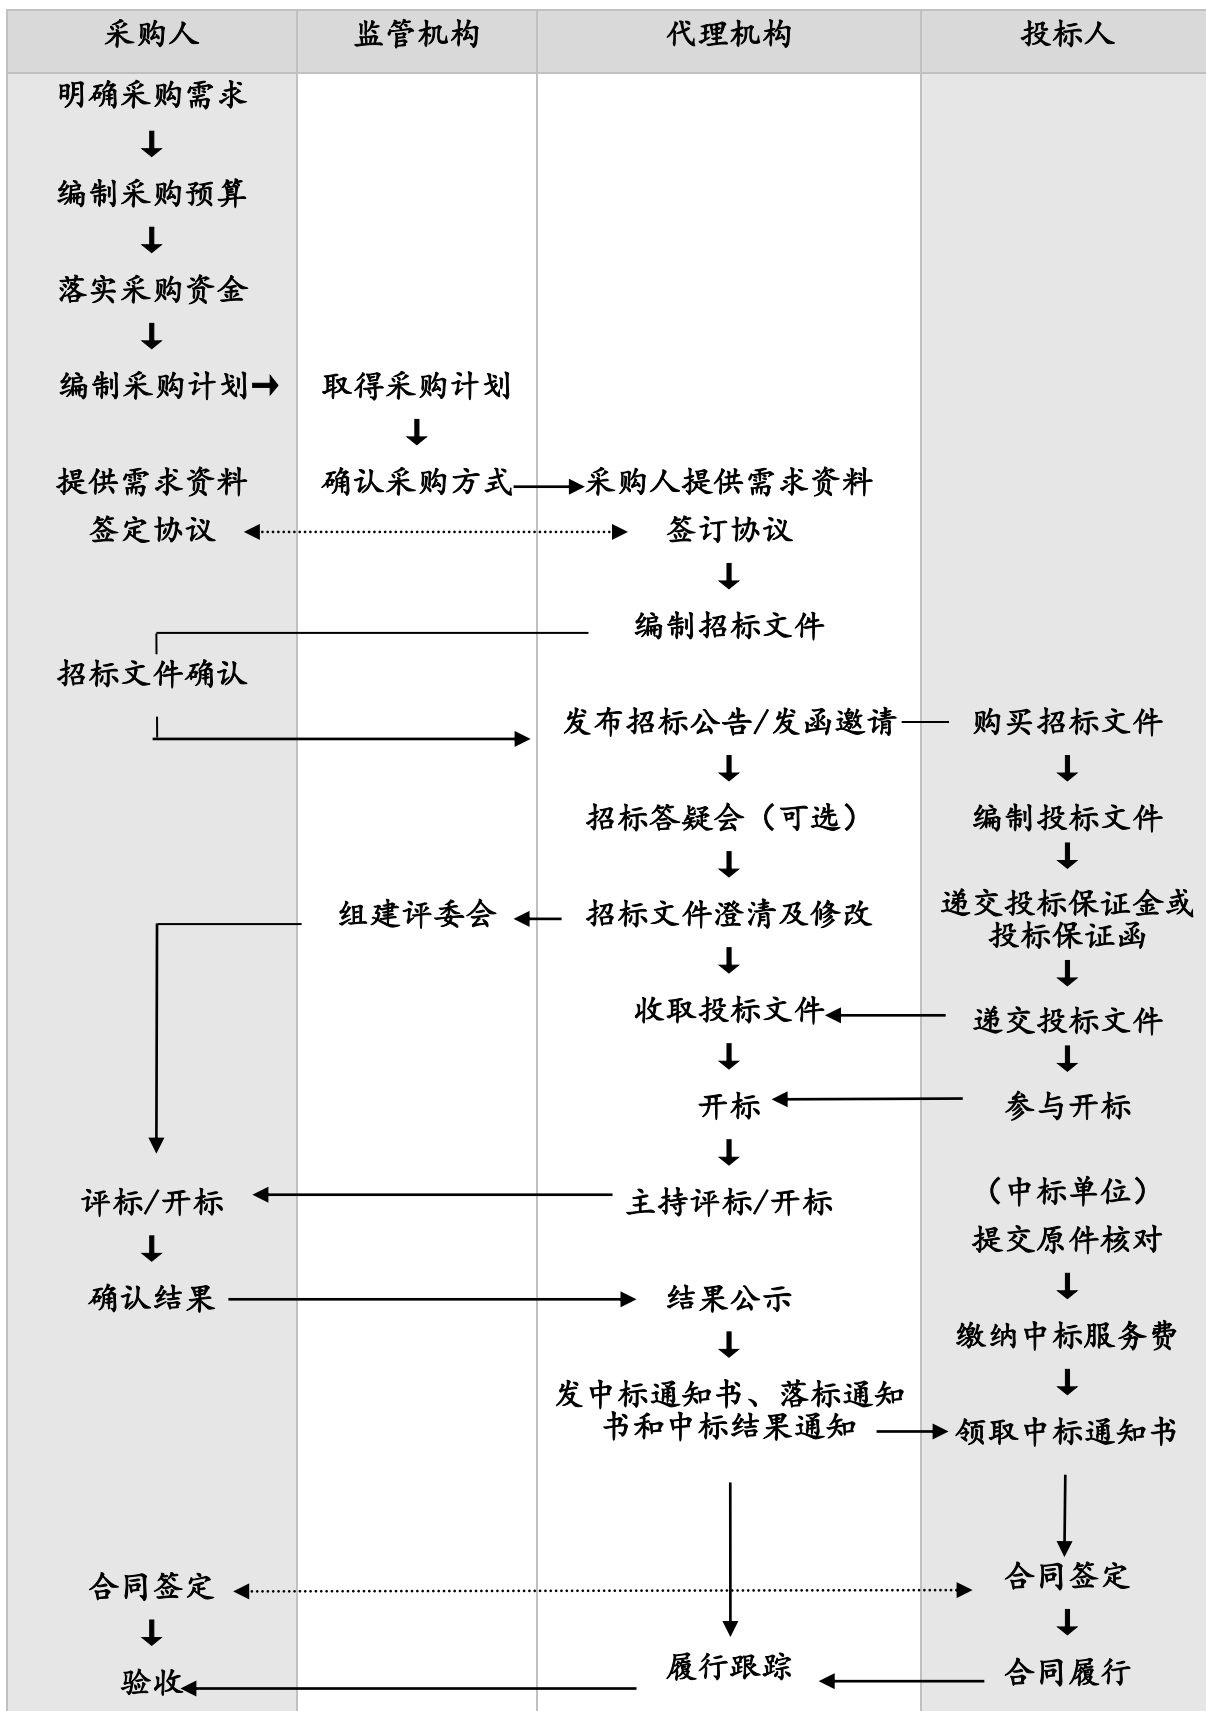 采购人 监管机构 代理机构 投标人
明确采购需求
编制采购预算
落实采购资金
编制采购计划 取得采购计划
提供需求资料 确认采购方式 采购人提供需求资料
签定协议 签订协议
编制招标文件
招标文件确认
发布招标公告/发函邀请 购买招标文件
招标答疑会（可选） 编制投标文件
组建评委会 招标文件澄清及修改 递交投标保证金或
投标保证函
收取投标文件 递交投标文件
开标 参与开标
评标/开标 主持评标/开标 （中标单位）
提交原件核对
确认结果 结果公示
缴纳中标服务费
发中标通知书、落标通知
书和中标结果通知 领取中标通知书
合同签定 合同签定
验收 履行跟踪 合同履行